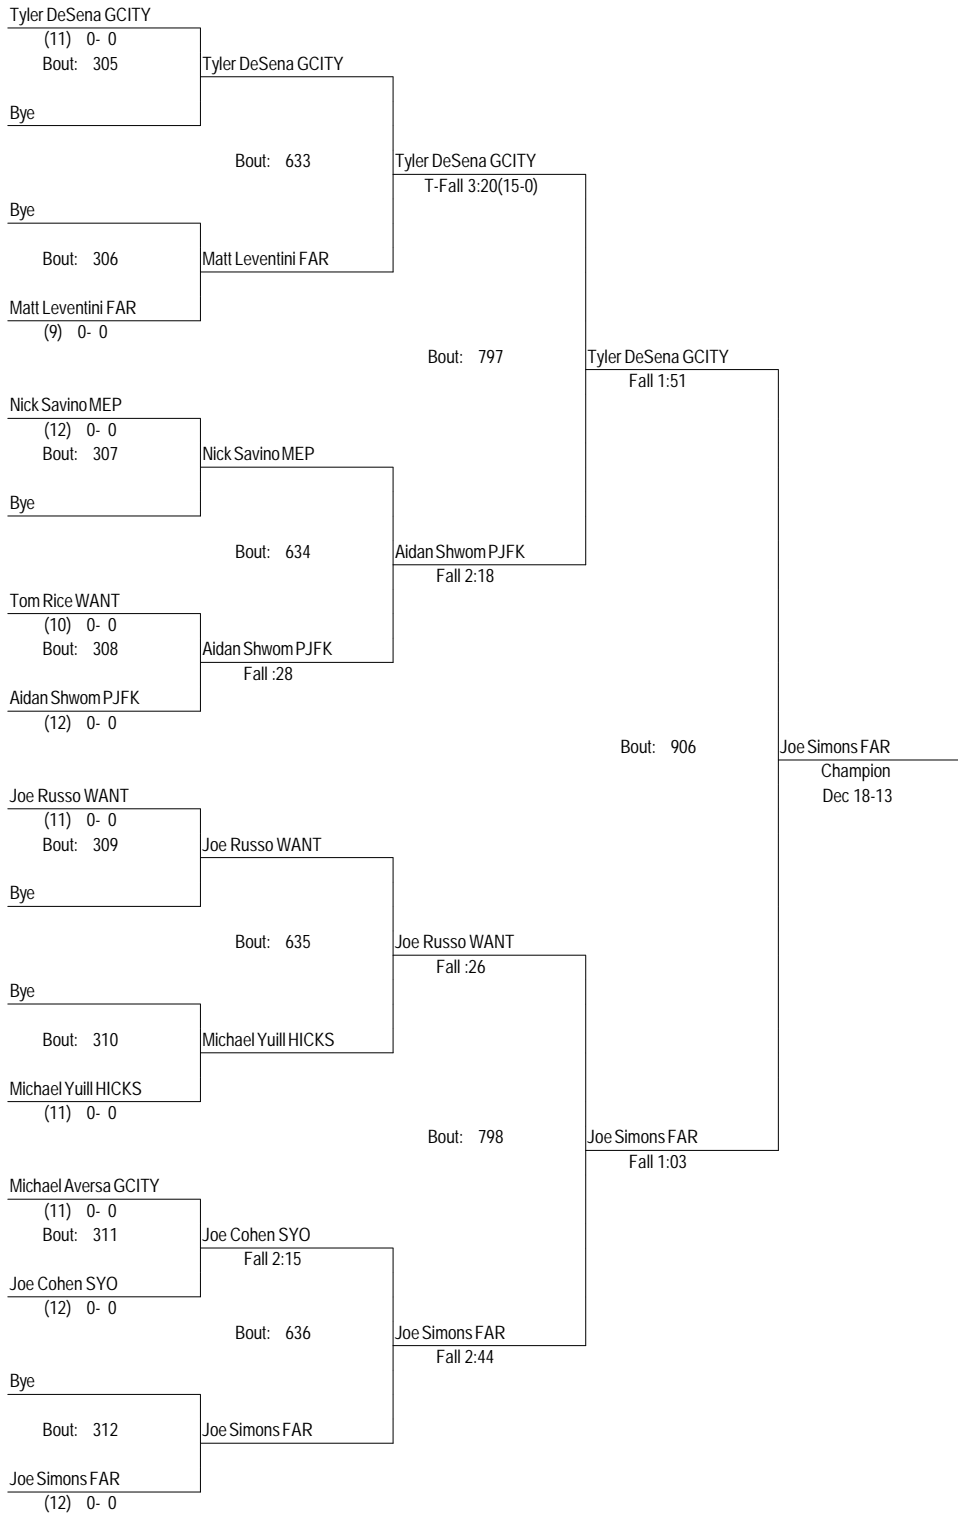 Tyler DeSena GCITY
(11) 0- 0
Bout: 305
Tyler DeSena GCITY
Bye
Bout: 633
Tyler DeSena GCITY
T-Fall 3:20(15-0)
Bye
Bout: 306
Matt Leventini FAR
Matt Leventini FAR
(9) 0- 0
Bout: 797
Tyler DeSena GCITY
Fall 1:51
Nick Savino MEP
(12) 0- 0
Bout: 307
Nick Savino MEP
Bye
Bout: 634
Aidan Shwom PJFK
Fall 2:18
Tom Rice WANT
(10) 0- 0
Bout: 308
Aidan Shwom PJFK
Fall :28
Aidan Shwom PJFK
(12) 0- 0
Bout: 906
Joe Simons FAR
Champion
Dec 18-13
Joe Russo WANT
(11) 0- 0
Bout: 309
Joe Russo WANT
Bye
Bout: 635
Joe Russo WANT
Fall :26
Bye
Bout: 310
Michael Yuill HICKS
Michael Yuill HICKS
(11) 0- 0
Bout: 798
Joe Simons FAR
Fall 1:03
Michael Aversa GCITY
(11) 0- 0
Bout: 311
Joe Cohen SYO
Fall 2:15
Joe Cohen SYO
(12) 0- 0
Bout: 636
Joe Simons FAR
Fall 2:44
Bye
Bout: 312
Joe Simons FAR
Joe Simons FAR
(12) 0- 0